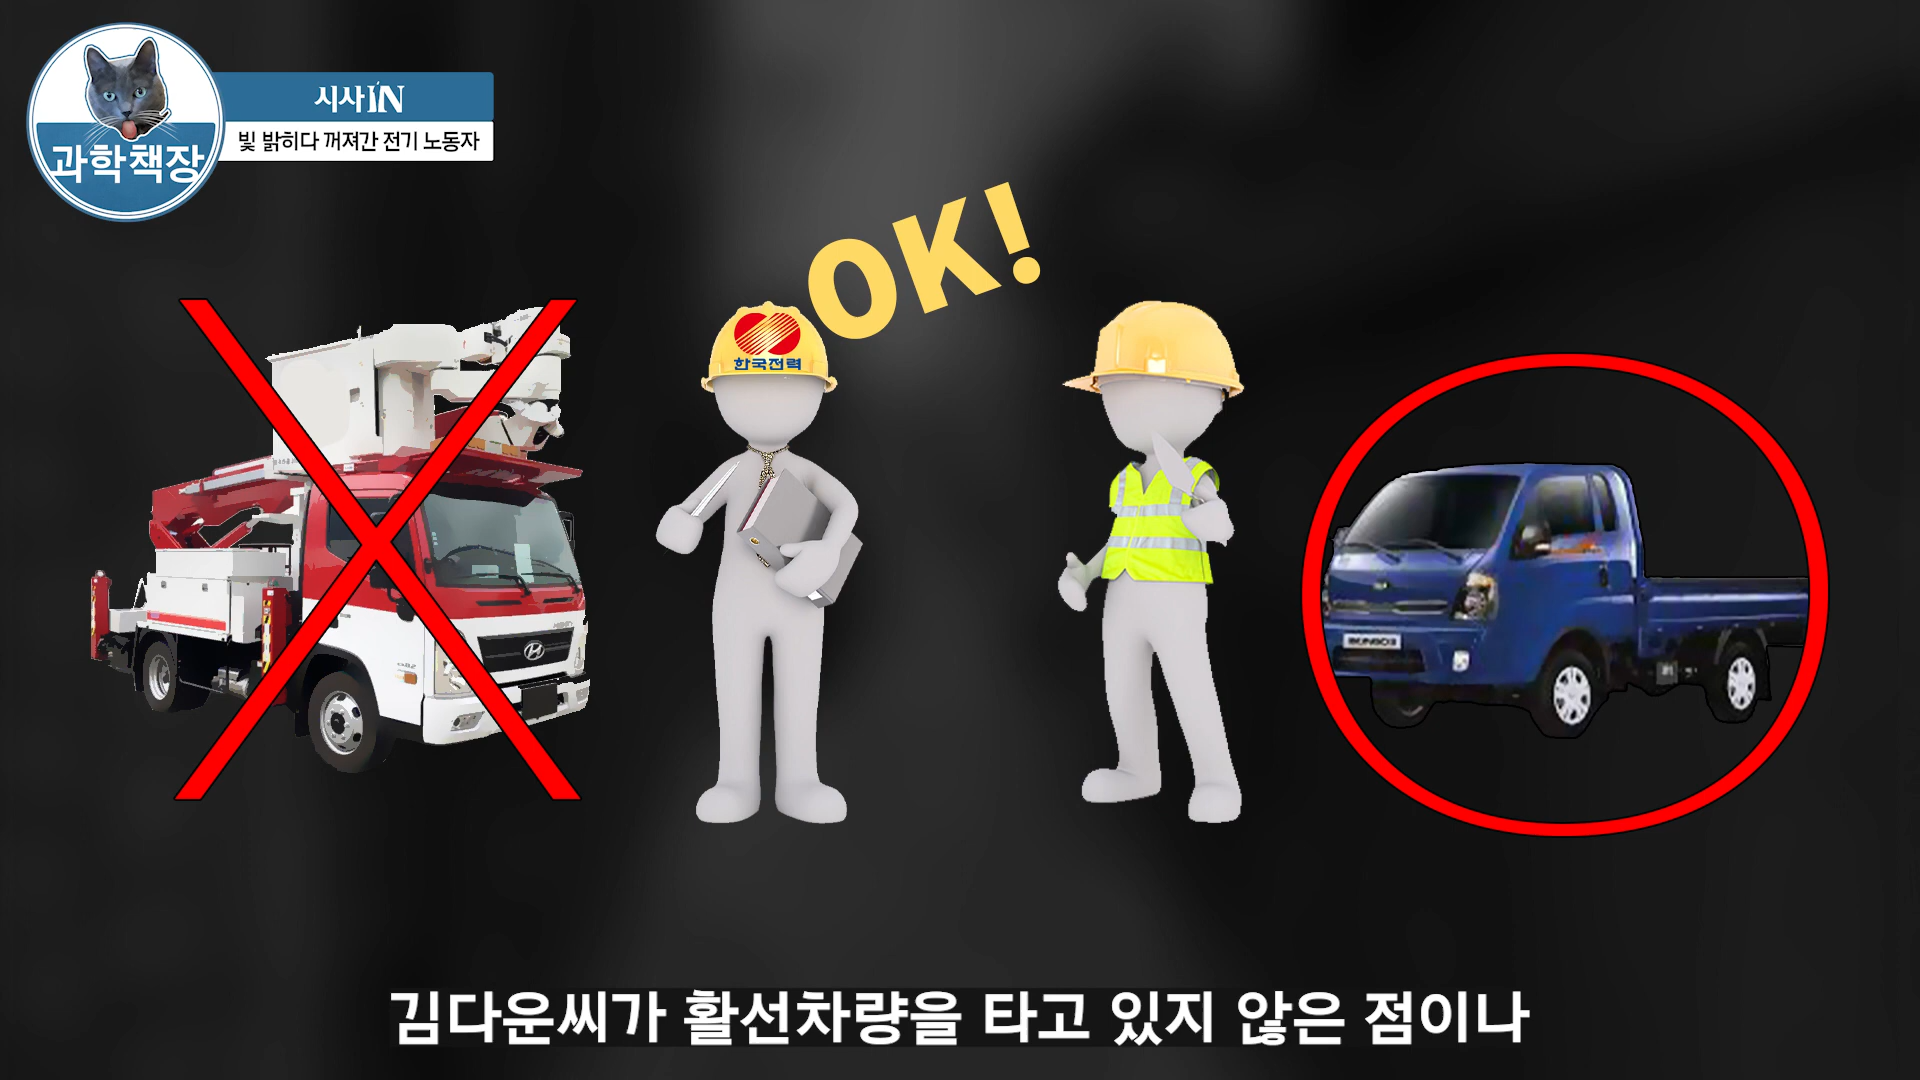 시사IN
빛 밝히다 꺼져간 전기 노동자
과학책장
OK!
한국전력
BONGO3
김다운씨가 활선차량을 타고 있지 않은 점이나